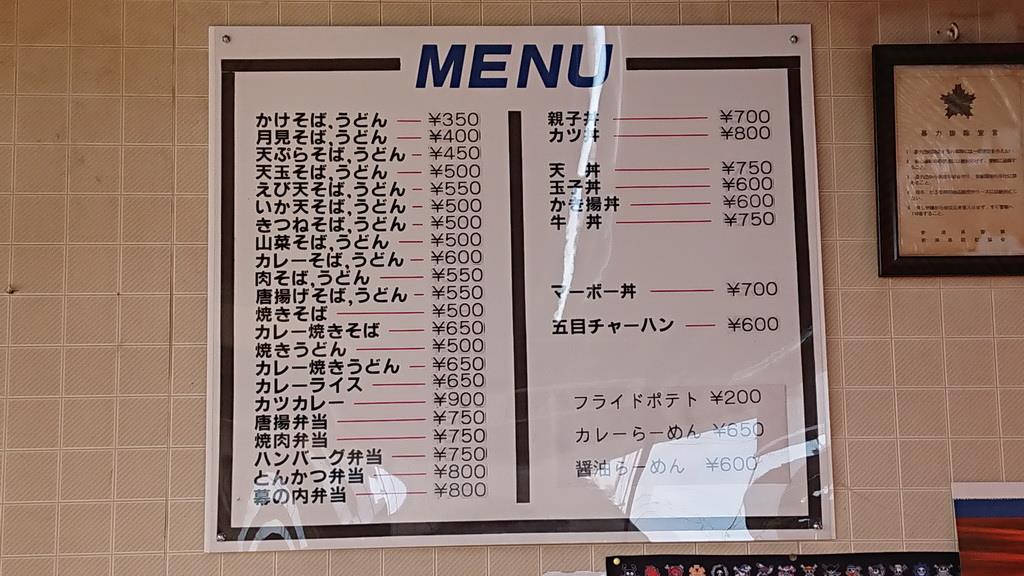 MENU
かけそば,うどん ¥350
月見そば,うどん ¥400
天ぷらそば,うどん ¥450
天玉そば,うどん ¥500
えび天そば,うどん ¥550
いか天そば,うどん ¥500
きつねそば,うどん ¥500
山菜そば,うどん ¥500
カレーそば,うどん ¥600
肉そば,うどん ¥550
唐揚げそば,うどん ¥550
焼きそば ¥500
カレー焼きそば ¥650
焼きうどん ¥500
カレー焼きうどん ¥650
カレーライス ¥650
カツカレー ¥900
唐揚弁当 ¥750
焼肉弁当 ¥750
ハンバーグ弁当 ¥750
とんかつ弁当 ¥800
幕の内弁当 ¥800
親子丼 ¥700
カツ丼 ¥800
天丼 ¥750
玉子丼 ¥600
かき揚丼 ¥600
牛丼 ¥750
マーボー丼 ¥700
五目チャーハン ¥600
フライドポテト ¥200
カレーらーめん ¥650
醤油らーめん ¥600
暴力排除宣言